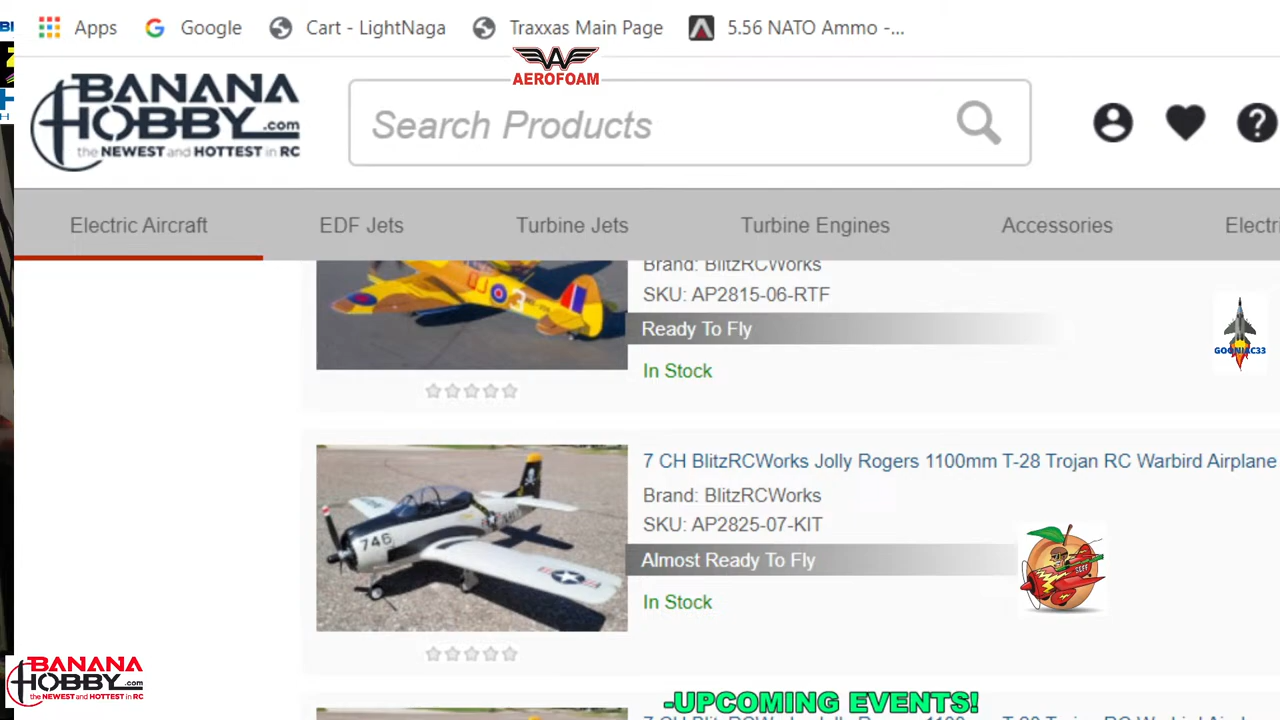 Apps Google Cart - LightNaga Traxxas Main Page 5.56 NATO Ammo -...
AEROFOAM
BANANA
HOBBY.com
the NEWEST and HOTTEST in RC
Search Products
Electric Aircraft EDF Jets Turbine Jets Turbine Engines Accessories Electri
Brand: BlitzRCWorks
SKU: AP2815-06-RTF
Ready To Fly
GOONIAC33
In Stock
7 CH BlitzRCWorks Jolly Rogers 1100mm T-28 Trojan RC Warbird Airplane
Brand: BlitzRCWorks
SKU: AP2825-07-KIT
746
Almost Ready To Fly
In Stock
BANANA
HOBBY.com
the NEWEST and HOTTEST in RC
-UPCOMING EVENTS!